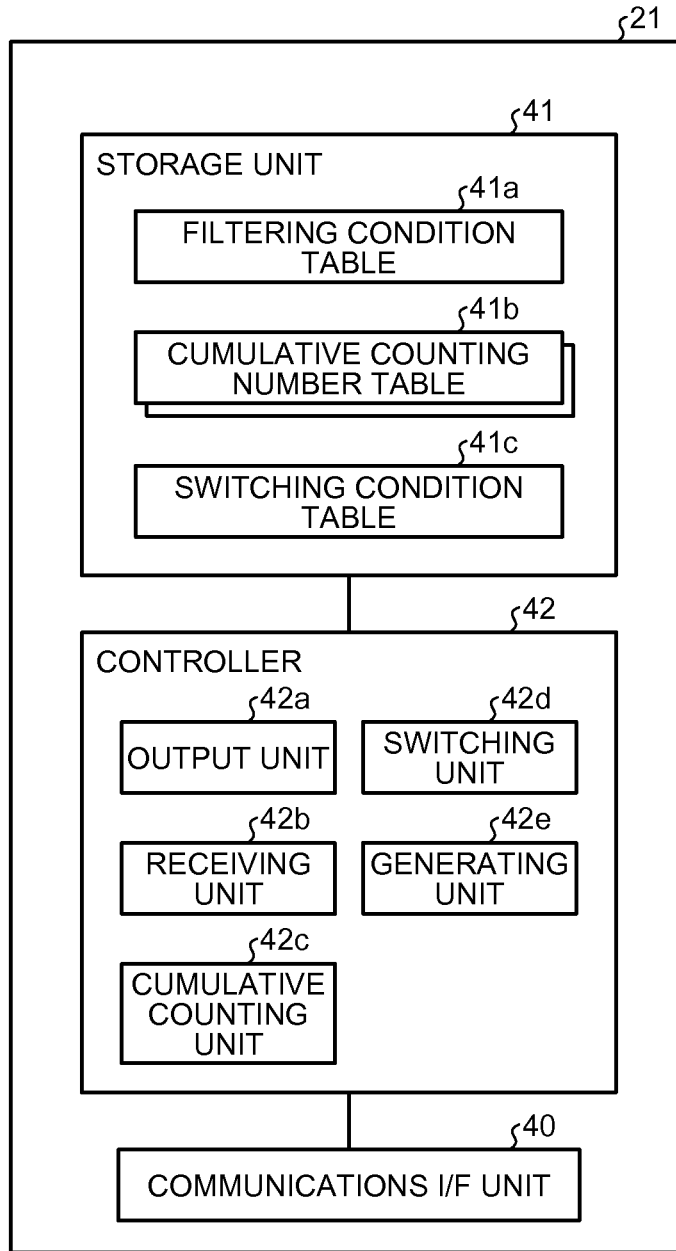 21
41
STORAGE UNIT
41a
FILTERING CONDITION
TABLE
41b
CUMULATIVE COUNTING
NUMBER TABLE
41c
SWITCHING CONDITION
TABLE
42
CONTROLLER
42a
OUTPUT UNIT
42d
SWITCHING
UNIT
42b
RECEIVING
UNIT
42e
GENERATING
UNIT
42c
CUMULATIVE
COUNTING
UNIT
40
COMMUNICATIONS I/F UNIT